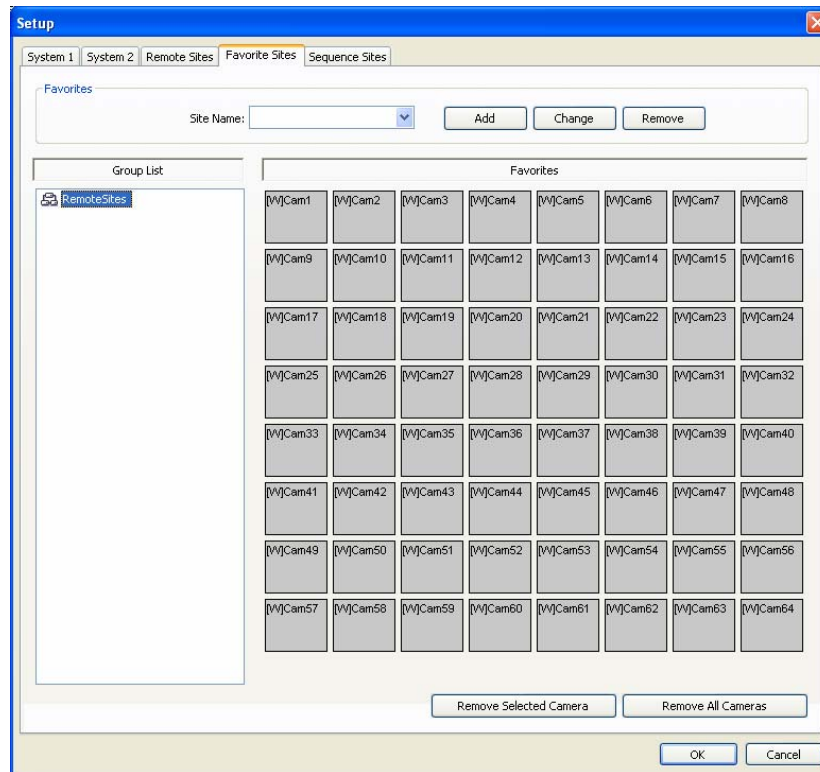 Setup
System 1 System 2 Remote Sites Favorite Sites Sequence Sites
Favorites
Site Name: Add Change Remove
Group List Favorites
RemoteSites
[W]Cam1 [W]Cam2 [W]Cam3 [W]Cam4 [W]Cam5 [W]Cam6 [W]Cam7 [W]Cam8
[W]Cam9 [W]Cam10 [W]Cam11 [W]Cam12 [W]Cam13 [W]Cam14 [W]Cam15 [W]Cam16
[W]Cam17 [W]Cam18 [W]Cam19 [W]Cam20 [W]Cam21 [W]Cam22 [W]Cam23 [W]Cam24
[W]Cam25 [W]Cam26 [W]Cam27 [W]Cam28 [W]Cam29 [W]Cam30 [W]Cam31 [W]Cam32
[W]Cam33 [W]Cam34 [W]Cam35 [W]Cam36 [W]Cam37 [W]Cam38 [W]Cam39 [W]Cam40
[W]Cam41 [W]Cam42 [W]Cam43 [W]Cam44 [W]Cam45 [W]Cam46 [W]Cam47 [W]Cam48
[W]Cam49 [W]Cam50 [W]Cam51 [W]Cam52 [W]Cam53 [W]Cam54 [W]Cam55 [W]Cam56
[W]Cam57 [W]Cam58 [W]Cam59 [W]Cam60 [W]Cam61 [W]Cam62 [W]Cam63 [W]Cam64
Remove Selected Camera Remove All Cameras
OK Cancel